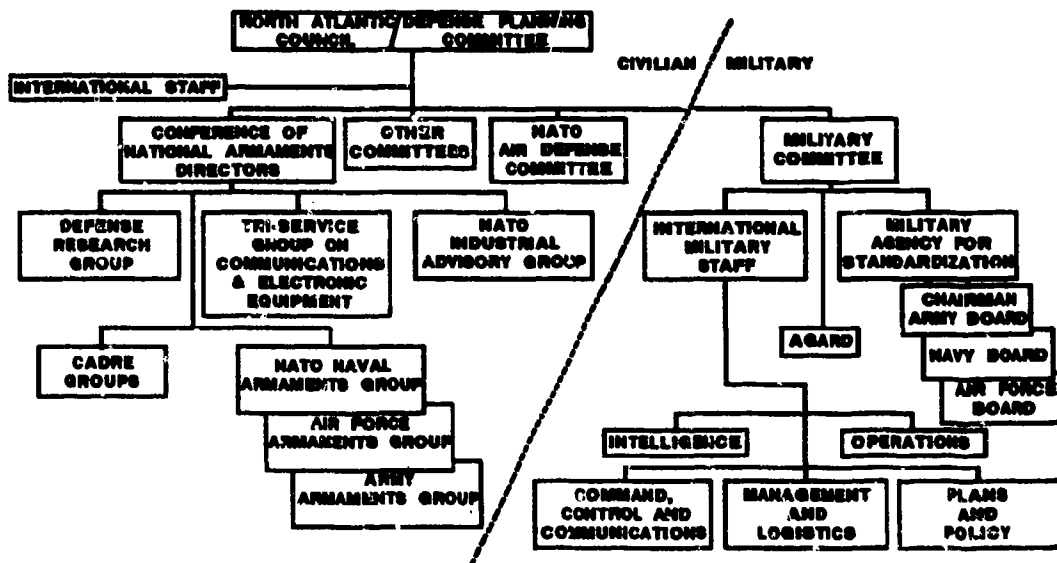 NORTH ATLANTIC / DEFENSE PLANNING
COUNCIL COMMITTEE
CIVILIAN MILITARY
INTERNATIONAL STAFF
CONFERENCE OF
NATIONAL ARMAMENTS
DIRECTORS
OTHER
COMMITTEES
NATO
AIR DEFENSE
COMMITTEE
MILITARY
COMMITTEE
DEFENSE
RESEARCH
GROUP
TRI-SERVICE
GROUP ON
COMMUNICATIONS
& ELECTRONIC
EQUIPMENT
NATO
INDUSTRIAL
ADVISORY GROUP
INTERNATIONAL
MILITARY
STAFF
MILITARY
AGENCY FOR
STANDARDIZATION
CHAIRMAN
ARMY BOARD
NAVY BOARD
AIR FORCE
BOARD
AGARD
CADRE
GROUPS
NATO NAVAL
ARMAMENTS GROUP
AIR FORCE
ARMAMENTS GROUP
ARMY
ARMAMENTS GROUP
INTELLIGENCE
OPERATIONS
COMMAND,
CONTROL AND
COMMUNICATIONS
MANAGEMENT
AND
LOGISTICS
PLANS
AND
POLICY